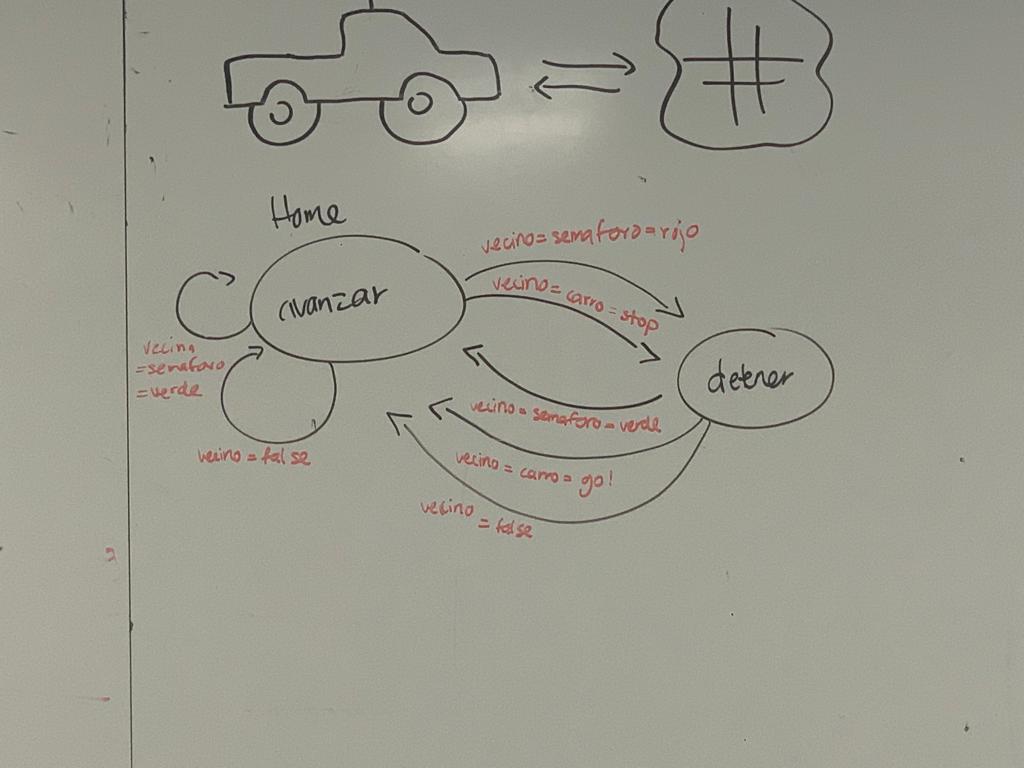 Home
vecino=semaforo=rojo
avanzar
vecino=carro=stop
vecino
=semaforo
=verde
detener
vecino=semaforo=verde
vecino=false
vecino=carro=go!
vecino
=false